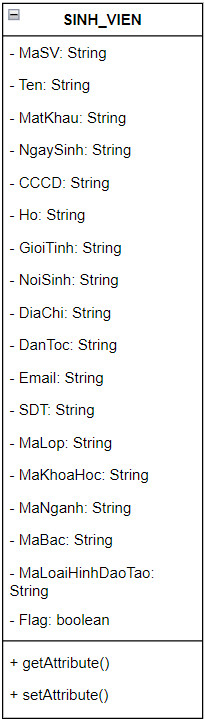 SINH_VIEN
- MaSV: String
- Ten: String
- MatKhau: String
- NgaySinh: String
- CCCD: String
- Ho: String
- GioiTinh: String
- NoiSinh: String
- DiaChi: String
- DanToc: String
- Email: String
- SDT: String
- MaLop: String
- MaKhoaHoc: String
- MaNganh: String
- MaBac: String
- MaLoaiHinhDaoTao:
String
- Flag: boolean
+ getAttribute()
+ setAttribute()